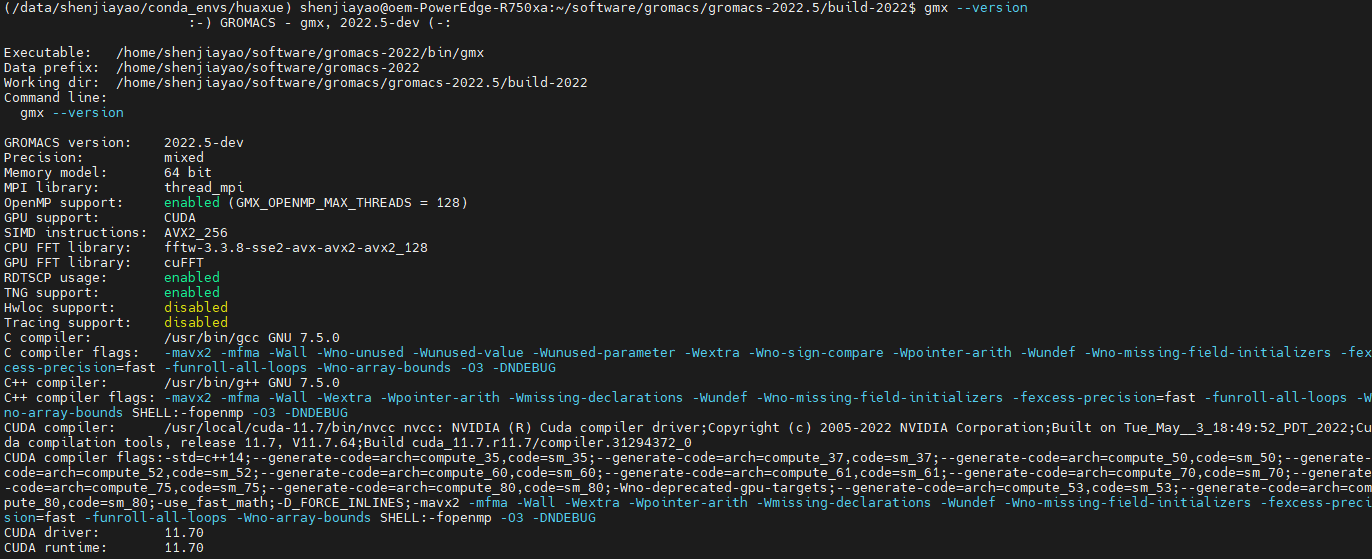 (/data/shenjiayao/conda_envs/huaxue) shenjiayao@oem-PowerEdge-R750xa:~/software/gromacs/gromacs-2022.5/build-2022$ gmx --version
:-) GROMACS - gmx, 2022.5-dev (-:
Executable:   /home/shenjiayao/software/gromacs-2022/bin/gmx
Data prefix:  /home/shenjiayao/software/gromacs-2022
Working dir:  /home/shenjiayao/software/gromacs/gromacs-2022.5/build-2022
Command line:
  gmx --version
GROMACS version:    2022.5-dev
Precision:          mixed
Memory model:       64 bit
MPI library:        thread_mpi
OpenMP support:     enabled (GMX_OPENMP_MAX_THREADS = 128)
GPU support:        CUDA
SIMD instructions:  AVX2_256
CPU FFT library:    fftw-3.3.8-sse2-avx-avx2-avx2_128
GPU FFT library:    cuFFT
RDTSCP usage:       enabled
TNG support:        enabled
Hwloc support:      disabled
Tracing support:    disabled
C compiler:         /usr/bin/gcc GNU 7.5.0
C compiler flags:   -mavx2 -mfma -Wall -Wno-unused -Wunused-value -Wunused-parameter -Wextra -Wno-sign-compare -Wpointer-arith -Wundef -Wno-missing-field-initializers -fex
cess-precision=fast -funroll-all-loops -Wno-array-bounds -O3 -DNDEBUG
C++ compiler:       /usr/bin/g++ GNU 7.5.0
C++ compiler flags: -mavx2 -mfma -Wall -Wextra -Wpointer-arith -Wmissing-declarations -Wundef -Wno-missing-field-initializers -fexcess-precision=fast -funroll-all-loops -W
no-array-bounds SHELL:-fopenmp -O3 -DNDEBUG
CUDA compiler:      /usr/local/cuda-11.7/bin/nvcc nvcc: NVIDIA (R) Cuda compiler driver;Copyright (c) 2005-2022 NVIDIA Corporation;Built on Tue_May__3_18:49:52_PDT_2022;Cu
da compilation tools, release 11.7, V11.7.64;Build cuda_11.7.r11.7/compiler.31294372_0
CUDA compiler flags:-std=c++14;--generate-code=arch=compute_35,code=sm_35;--generate-code=arch=compute_37,code=sm_37;--generate-code=arch=compute_50,code=sm_50;--generate-
code=arch=compute_52,code=sm_52;--generate-code=arch=compute_60,code=sm_60;--generate-code=arch=compute_61,code=sm_61;--generate-code=arch=compute_70,code=sm_70;--generate
-code=arch=compute_75,code=sm_75;--generate-code=arch=compute_80,code=sm_80;-Wno-deprecated-gpu-targets;--generate-code=arch=compute_53,code=sm_53;--generate-code=arch=com
pute_80,code=sm_80;-use_fast_math;-D_FORCE_INLINES;-mavx2 -mfma -Wall -Wextra -Wpointer-arith -Wmissing-declarations -Wundef -Wno-missing-field-initializers -fexcess-preci
sion=fast -funroll-all-loops -Wno-array-bounds SHELL:-fopenmp -O3 -DNDEBUG
CUDA driver:        11.70
CUDA runtime:       11.70